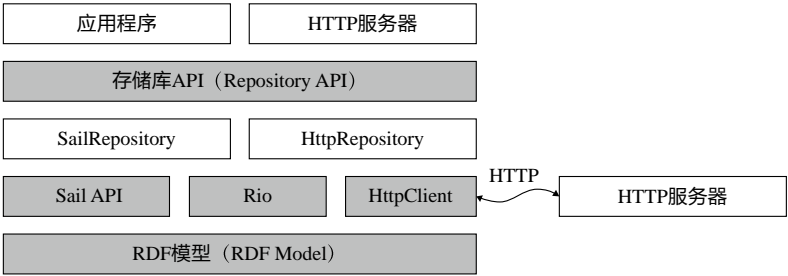 应用程序 HTTP服务器
存储库API（Repository API）
SailRepository HttpRepository
HTTP
Sail API Rio HttpClient HTTP服务器
RDF模型（RDF Model）